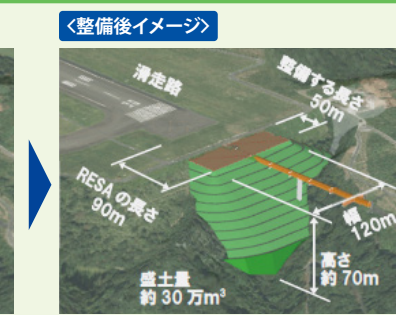 〈整備後イメージ〉
滑走路
整備する長さ
50m
RESAの長さ
90m
幅
120m
高さ
約70m
盛土量
約30万m³